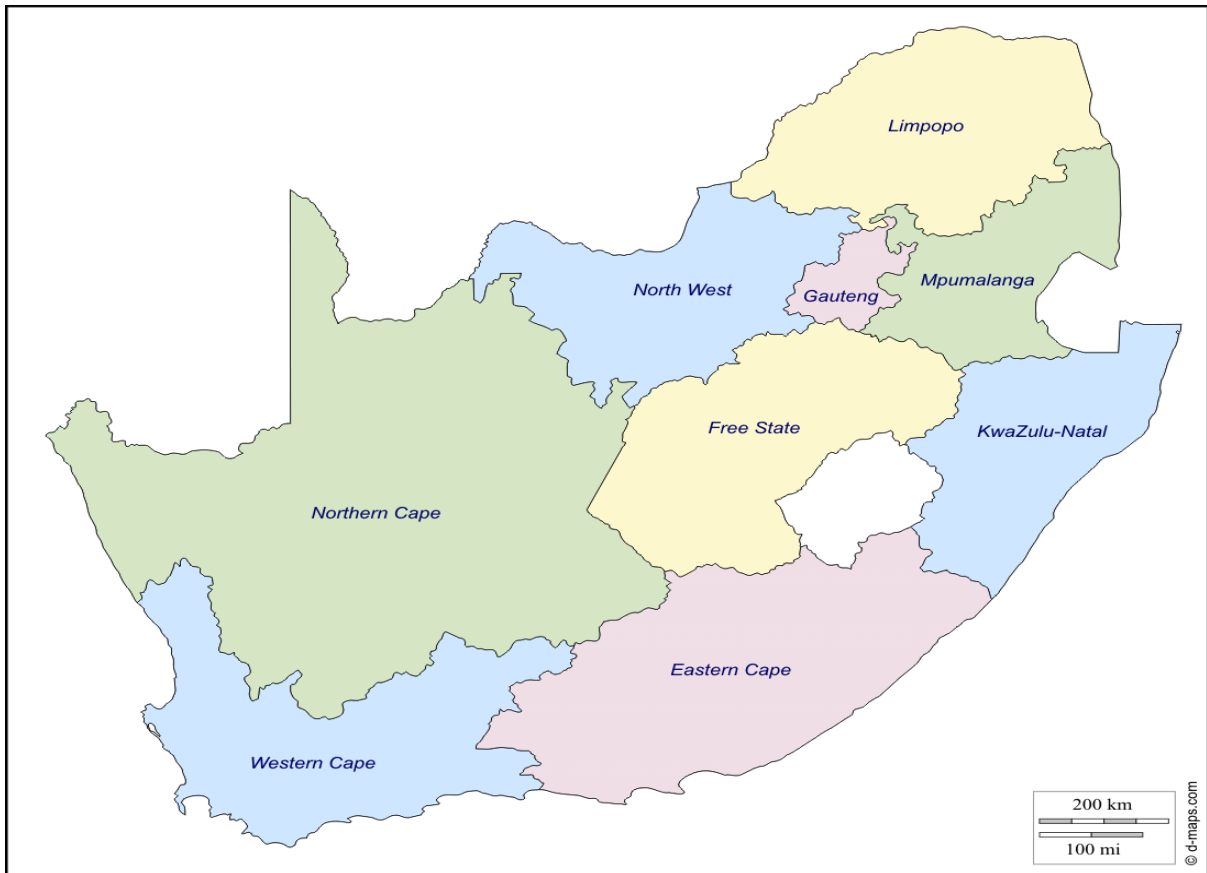 Limpopo
North West
Gauteng
Mpumalanga
Free State
KwaZulu-Natal
Northern Cape
Eastern Cape
Western Cape
200 km
100 mi
© d-maps.com